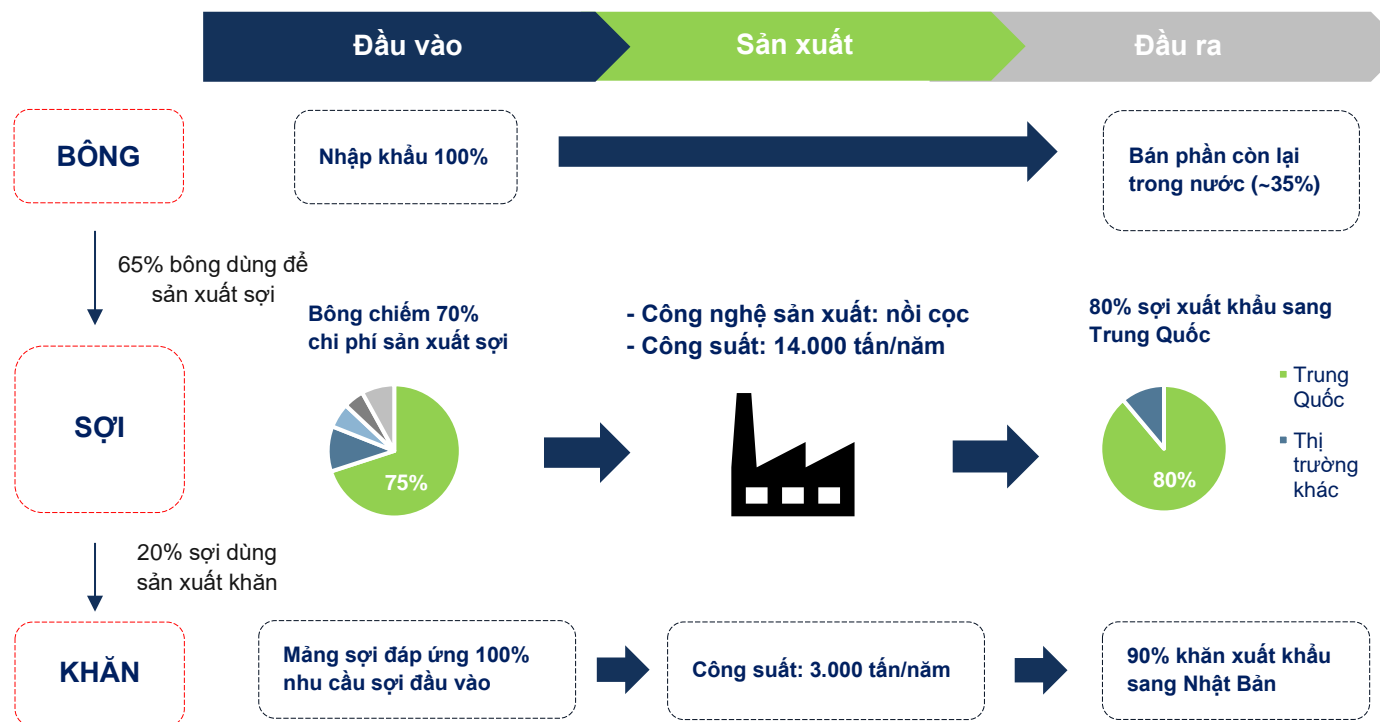 Đầu vào
Sản xuất
Đầu ra
BÔNG
Nhập khẩu 100%
Bán phần còn lại
trong nước (~35%)
65% bông dùng để
sản xuất sợi
Bông chiếm 70%
chi phí sản xuất sợi
- Công nghệ sản xuất: nồi cọc
- Công suất: 14.000 tấn/năm
80% sợi xuất khẩu sang
Trung Quốc
SỢI
75%
80%
Trung
Quốc
Thị
trường
khác
20% sợi dùng
sản xuất khăn
KHĂN
Mảng sợi đáp ứng 100%
nhu cầu sợi đầu vào
Công suất: 3.000 tấn/năm
90% khăn xuất khẩu
sang Nhật Bản